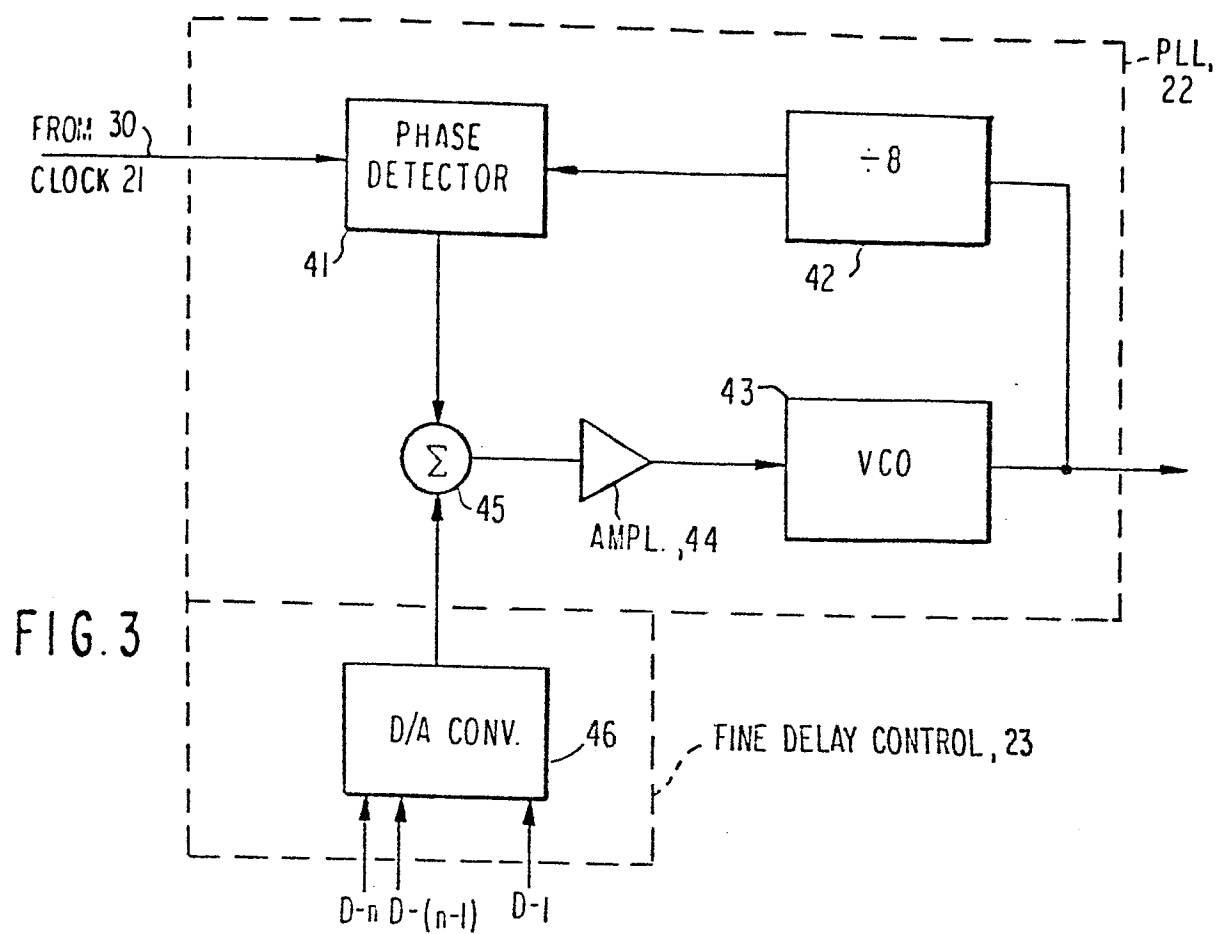 PLL,
22
FROM 30
CLOCK 21
PHASE
DETECTOR
÷8
41
42
43
VCO
Σ
45
AMPL.,44
FIG. 3
D/A CONV.
46
FINE DELAY CONTROL, 23
D-n D-(n-1) D-1